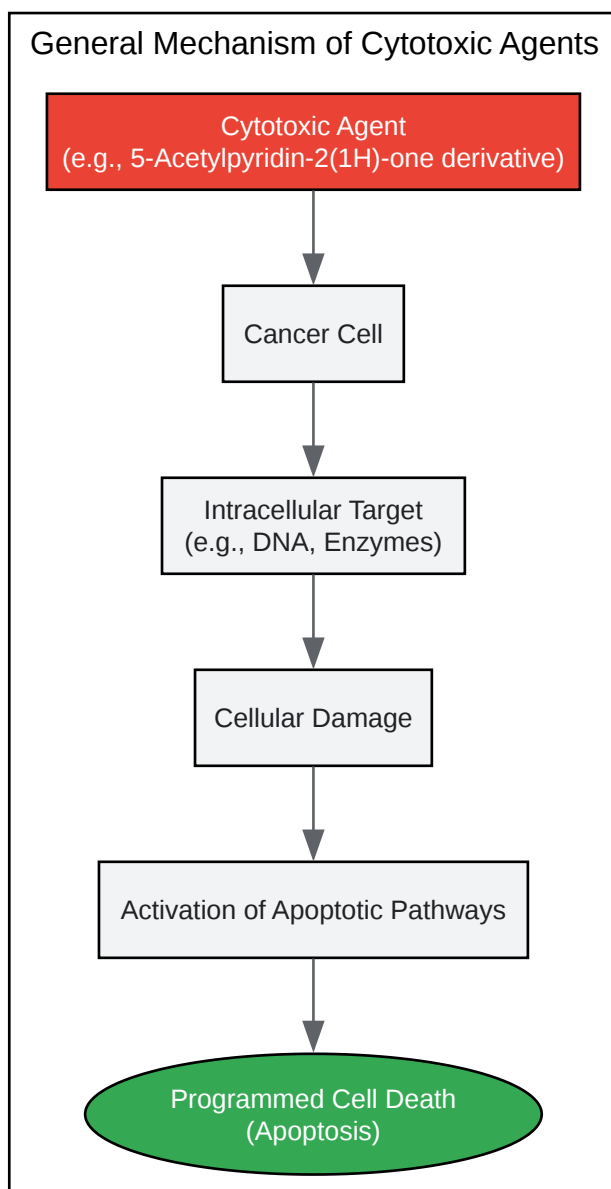 General Mechanism of Cytotoxic Agents
Cytotoxic Agent
(e.g., 5-Acetylpyridin-2(1H)-one derivative)
Cancer Cell
Intracellular Target
(e.g., DNA, Enzymes)
Cellular Damage
Activation of Apoptotic Pathways
Programmed Cell Death
(Apoptosis)